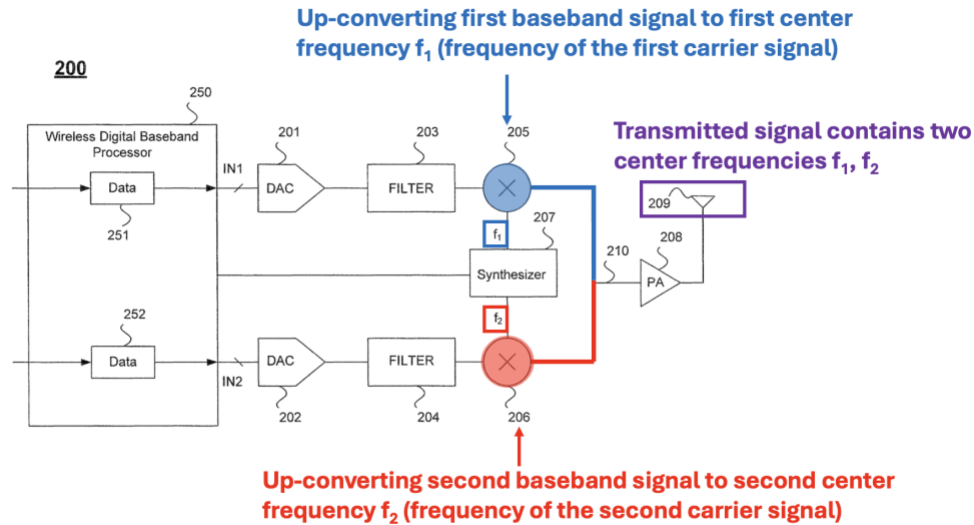 Up-converting first baseband signal to first center
frequency f₁ (frequency of the first carrier signal)
200
250
Wireless Digital Baseband
Processor
201
203
205
Transmitted signal contains two
center frequencies f₁, f₂
IN1
Data
DAC
FILTER
209
251
207
f₁
210
208
Synthesizer
PA
f₂
252
Data
DAC
FILTER
IN2
202
204
206
Up-converting second baseband signal to second center
frequency f₂ (frequency of the second carrier signal)